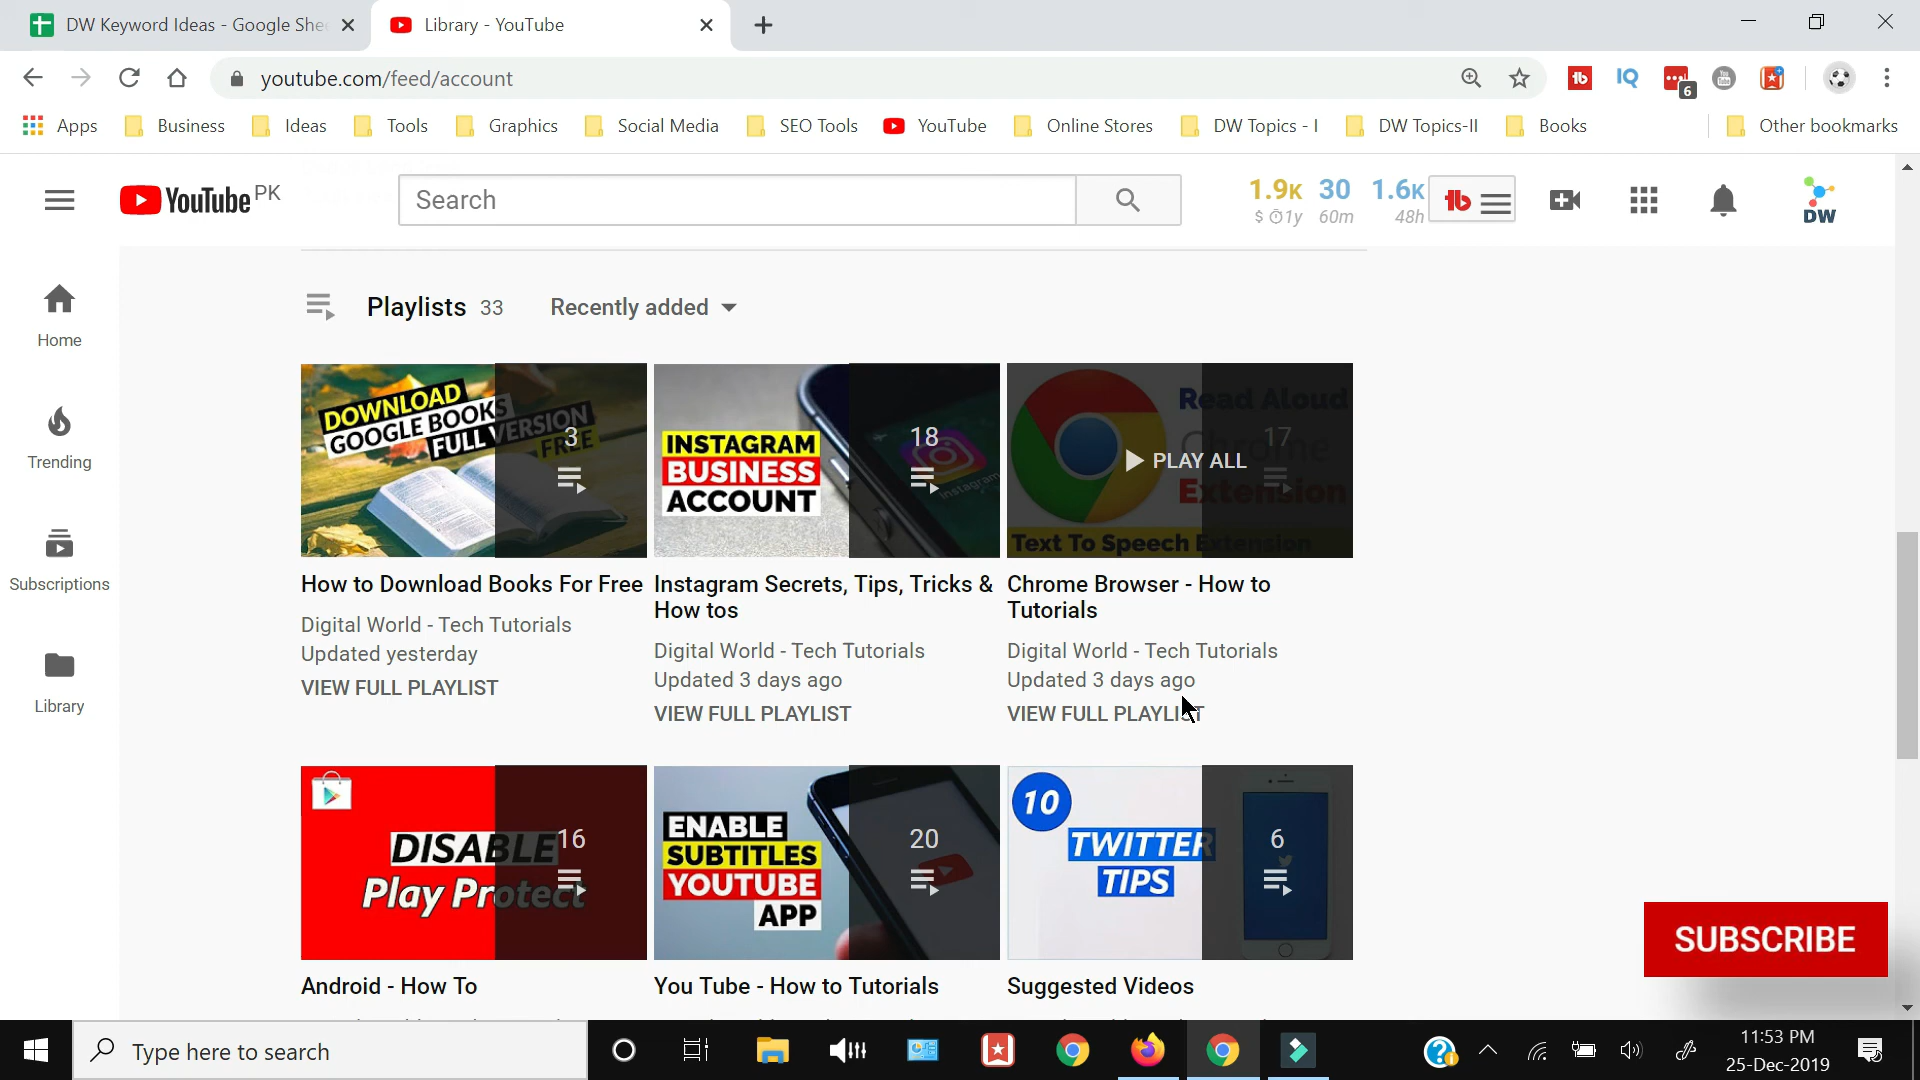 DW Keyword Ideas - Google She
Library - YouTube
youtube.com/feed/account
tb
IQ
6
Apps
Business
Ideas
Tools
Graphics
Social Media
SEO Tools
YouTube
Online Stores
DW Topics - I
DW Topics-II
Books
Other bookmarks
YouTube PK
Search
1.9K 30 1.6K
$ 1y 60m 48h
tb
DW
Home
Trending
Subscriptions
Library
Playlists 33
Recently added
DOWNLOAD
GOOGLE BOOKS
FULL VERSION
FREE
3
INSTAGRAM
BUSINESS
ACCOUNT
Instagram
18
Read Aloud
Chrome
Extension
Text To Speech Extension
17
PLAY ALL
How to Download Books For Free
Digital World - Tech Tutorials
Updated yesterday
VIEW FULL PLAYLIST
Instagram Secrets, Tips, Tricks &
How tos
Digital World - Tech Tutorials
Updated 3 days ago
VIEW FULL PLAYLIST
Chrome Browser - How to
Tutorials
Digital World - Tech Tutorials
Updated 3 days ago
VIEW FULL PLAYLIST
DISABLE
Play Protect
16
ENABLE
SUBTITLES
YOUTUBE
APP
20
10
TWITTER
TIPS
6
Android - How To
You Tube - How to Tutorials
Suggested Videos
SUBSCRIBE
Type here to search
11:53 PM
25-Dec-2019